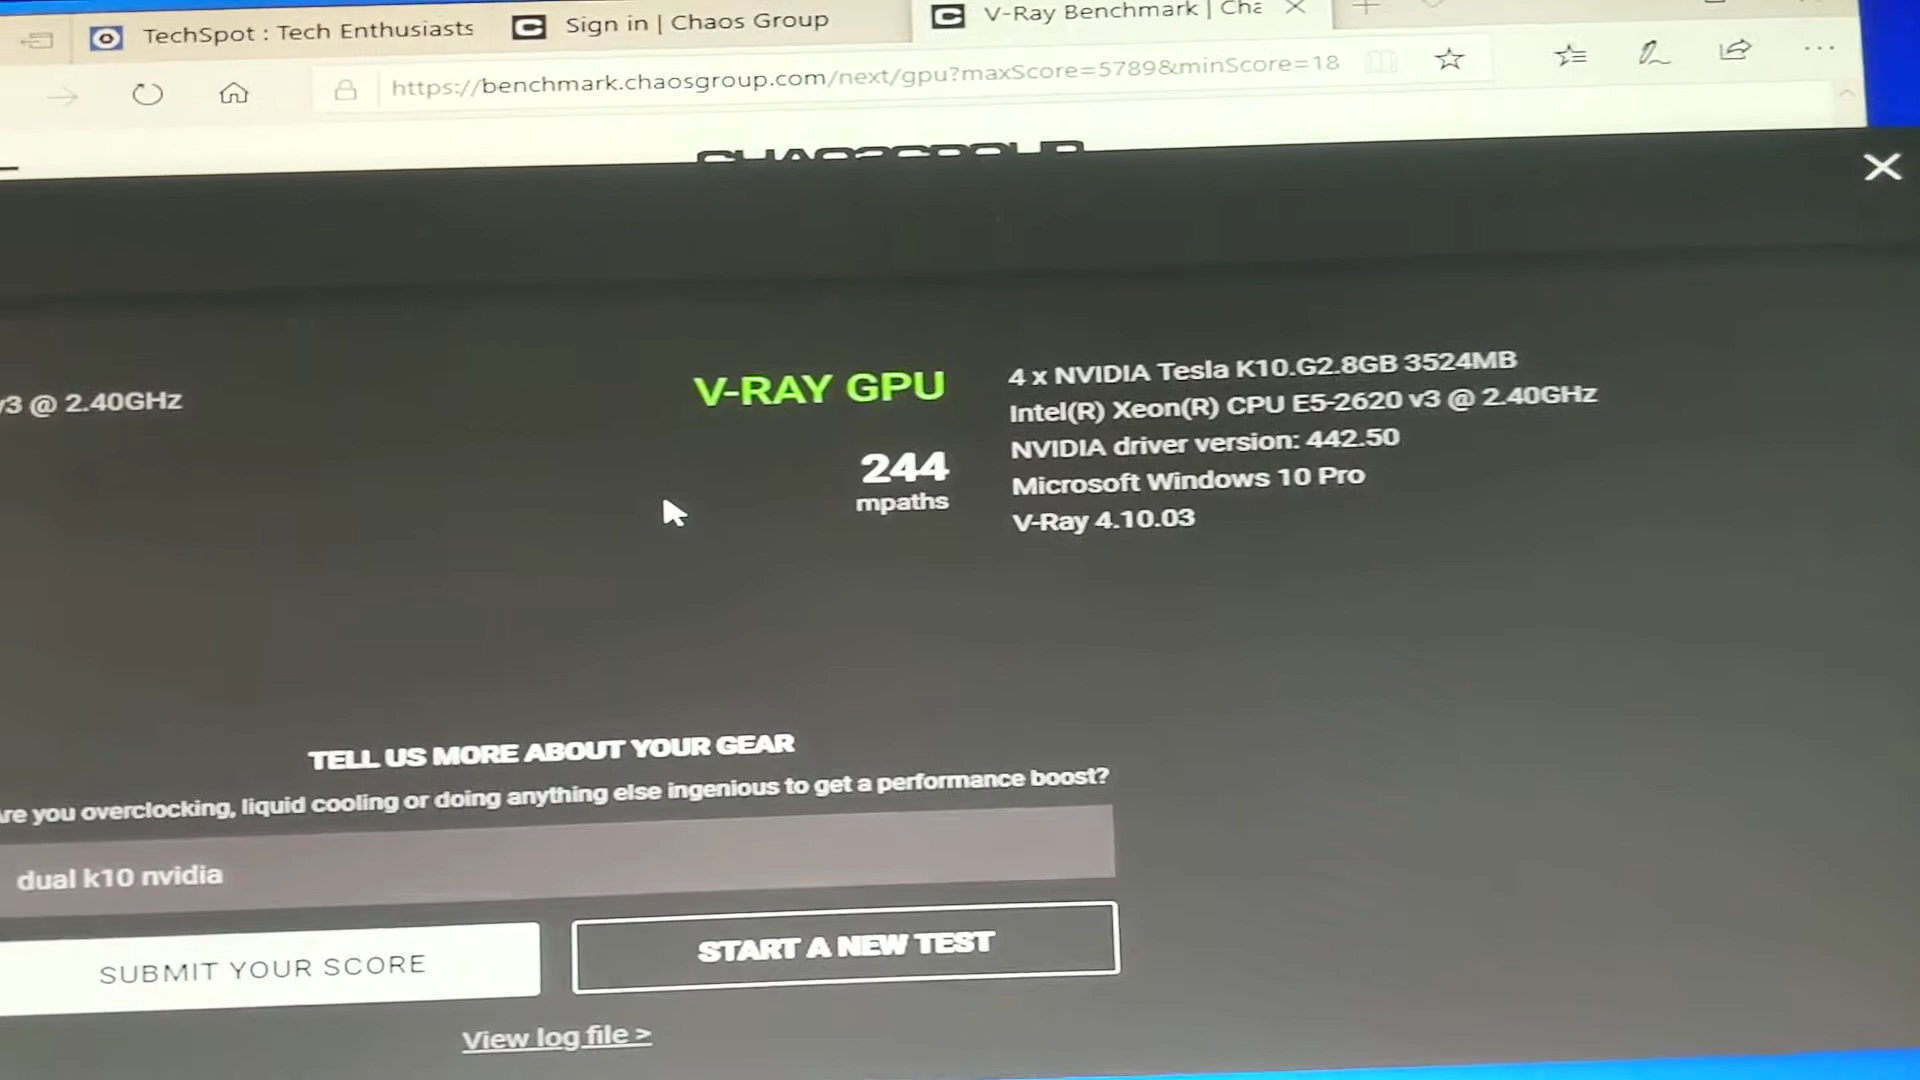 TechSpot : Tech Enthusiasts
Sign in | Chaos Group
V-Ray Benchmark | Cha
https://benchmark.chaosgroup.com/next/gpu?maxScore=5789&minScore=18
CHAOSGROUP
v3 @ 2.40GHz
V-RAY GPU
244
mpaths
4 x NVIDIA Tesla K10.G2.8GB 3524MB
Intel(R) Xeon(R) CPU E5-2620 v3 @ 2.40GHz
NVIDIA driver version: 442.50
Microsoft Windows 10 Pro
V-Ray 4.10.03
TELL US MORE ABOUT YOUR GEAR
Are you overclocking, liquid cooling or doing anything else ingenious to get a performance boost?
dual k10 nvidia
SUBMIT YOUR SCORE
START A NEW TEST
View log file >